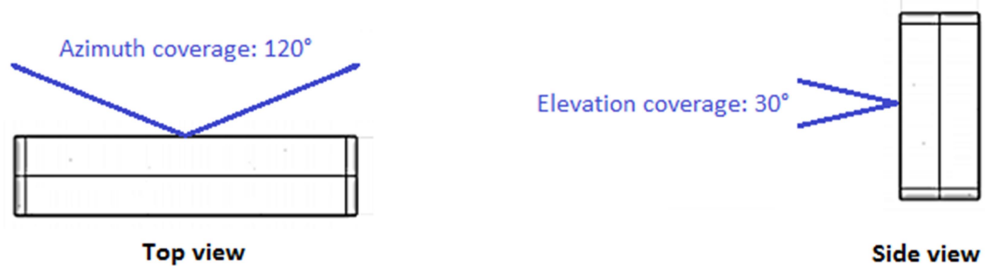 Azimuth coverage: 120°
Elevation coverage: 30°
Top view
Side view